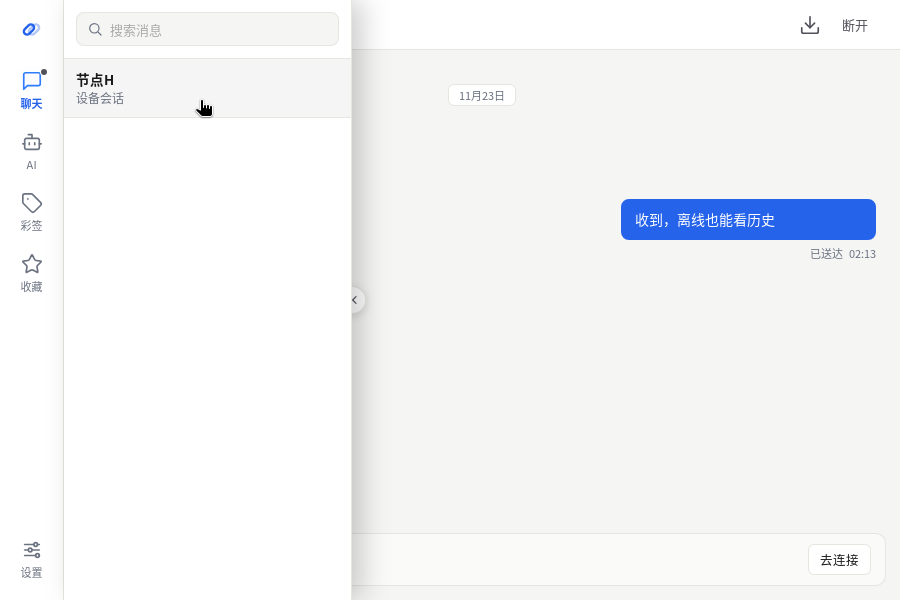 聊天
AI
彩签
收藏
设置
搜索消息
节点H
设备会话
断开
11月23日
收到，离线也能看历史
已送达 02:13
去连接